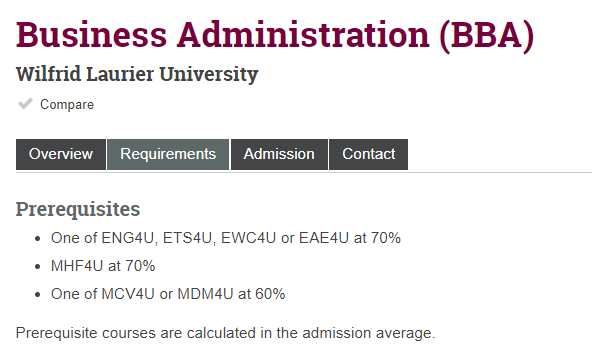 Business Administration (BBA)
Wilfrid Laurier University
Compare
Overview Requirements Admission Contact
Prerequisites
• One of ENG4U, ETS4U, EWC4U or EAE4U at 70%
• MHF4U at 70%
• One of MCV4U or MDM4U at 60%
Prerequisite courses are calculated in the admission average.